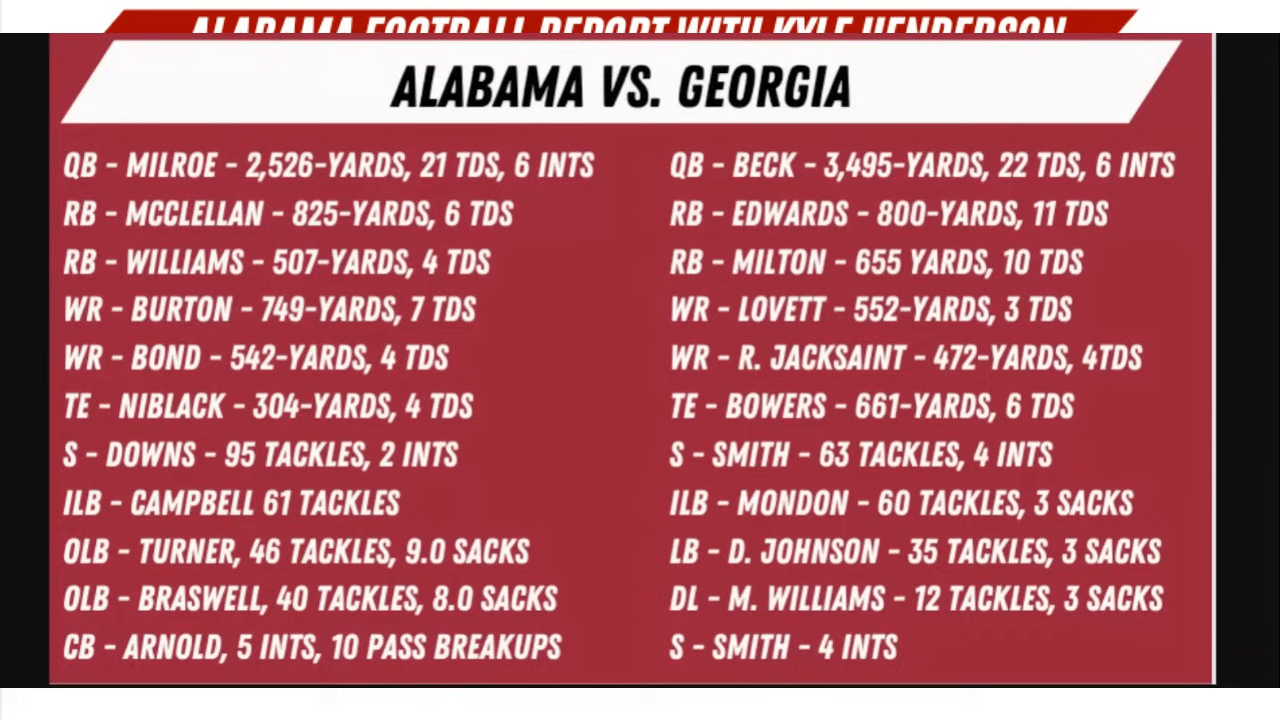 ALABAMA FOOTBALL REPORT WITH KYLE HENDERSON
ALABAMA VS. GEORGIA
QB - MILROE - 2,526-YARDS, 21 TDS, 6 INTS
RB - MCCLELLAN - 825-YARDS, 6 TDS
RB - WILLIAMS - 507-YARDS, 4 TDS
WR - BURTON - 749-YARDS, 7 TDS
WR - BOND - 542-YARDS, 4 TDS
TE - NIBLACK - 304-YARDS, 4 TDS
S - DOWNS - 95 TACKLES, 2 INTS
ILB - CAMPBELL 61 TACKLES
OLB - TURNER, 46 TACKLES, 9.0 SACKS
OLB - BRASWELL, 40 TACKLES, 8.0 SACKS
CB - ARNOLD, 5 INTS, 10 PASS BREAKUPS
QB - BECK - 3,495-YARDS, 22 TDS, 6 INTS
RB - EDWARDS - 800-YARDS, 11 TDS
RB - MILTON - 655 YARDS, 10 TDS
WR - LOVETT - 552-YARDS, 3 TDS
WR - R. JACKSAINT - 472-YARDS, 4TDS
TE - BOWERS - 661-YARDS, 6 TDS
S - SMITH - 63 TACKLES, 4 INTS
ILB - MONDON - 60 TACKLES, 3 SACKS
LB - D. JOHNSON - 35 TACKLES, 3 SACKS
DL - M. WILLIAMS - 12 TACKLES, 3 SACKS
S - SMITH - 4 INTS